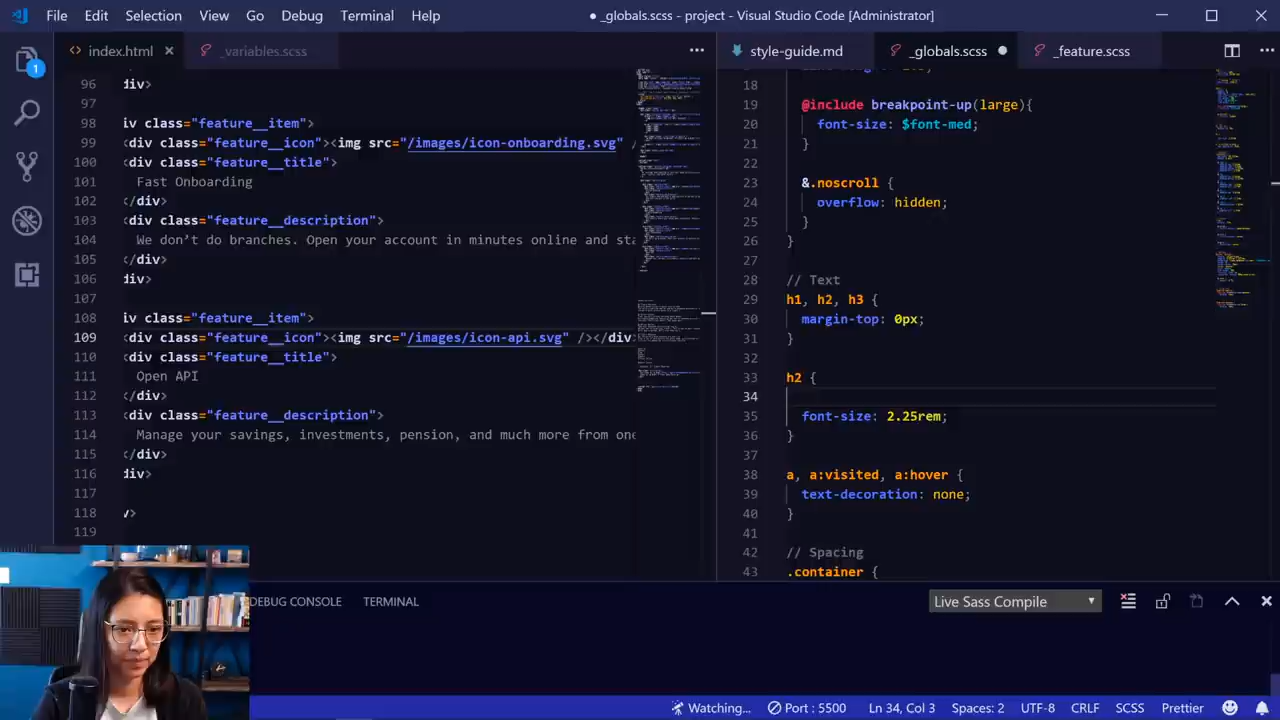 File Edit Selection View Go Debug Terminal Help
● _globals.scss - project - Visual Studio Code [Administrator]
<> index.html ×
_variables.scss
•••
style-guide.md
_globals.scss ●
_feature.scss
•••
1
96 div>
97
98 iv class="feature__item">
99 <div class="feature__icon"><img src="/images/icon-onboarding.svg" /
100 <div class="feature__title">
101 Fast Onboarding
102 </div>
103 <div class="feature__description">
104 We don’t do branches. Open your account in minutes online and sta
105 </div>
106 div>
107
108 iv class="feature__item">
109 <div class="feature__icon"><img src="/images/icon-api.svg" /></div>
110 <div class="feature__title">
111 Open API
112 </div>
113 <div class="feature__description">
114 Manage your savings, investments, pension, and much more from one
115 </div>
116 div>
117
118 v>
119
18
19 @include breakpoint-up(large){
20 font-size: $font-med;
21 }
22
23 &.noscroll {
24 overflow: hidden;
25 }
26 }
27
28 // Text
29 h1, h2, h3 {
30 margin-top: 0px;
31 }
32
33 h2 {
34
35 font-size: 2.25rem;
36 }
37
38 a, a:visited, a:hover {
39 text-decoration: none;
40 }
41
42 // Spacing
43 .container {
DEBUG CONSOLE TERMINAL
Live Sass Compile
Watching... Port : 5500 Ln 34, Col 3 Spaces: 2 UTF-8 CRLF SCSS Prettier